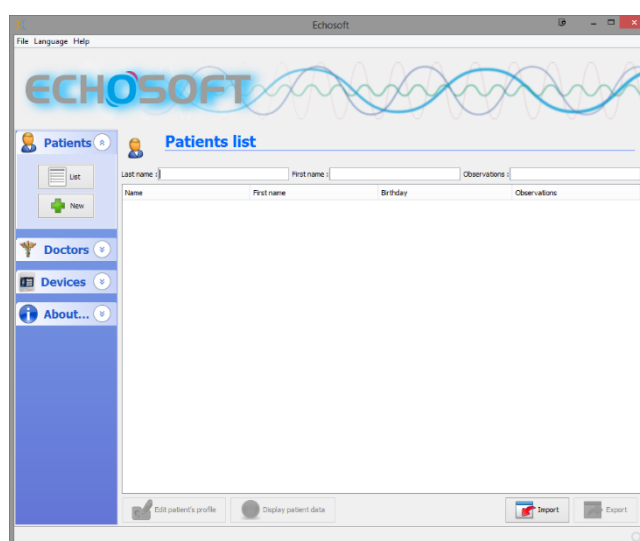 Echosoft
File Language Help
ECHOSOFT
Patients
List
New
Doctors
Devices
About...
Patients list
Last name : First name : Observations :
Name First name Birthday Observations
Edit patient's profile Display patient data Import Export